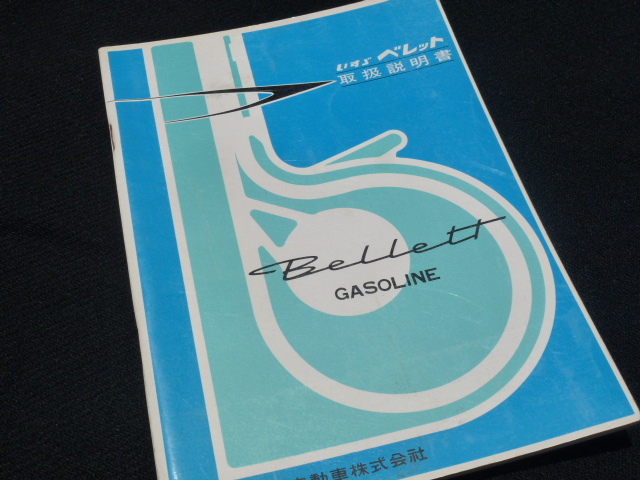 いすゞ ベレット
取扱説明書
Bellett
GASOLINE
自動車株式会社